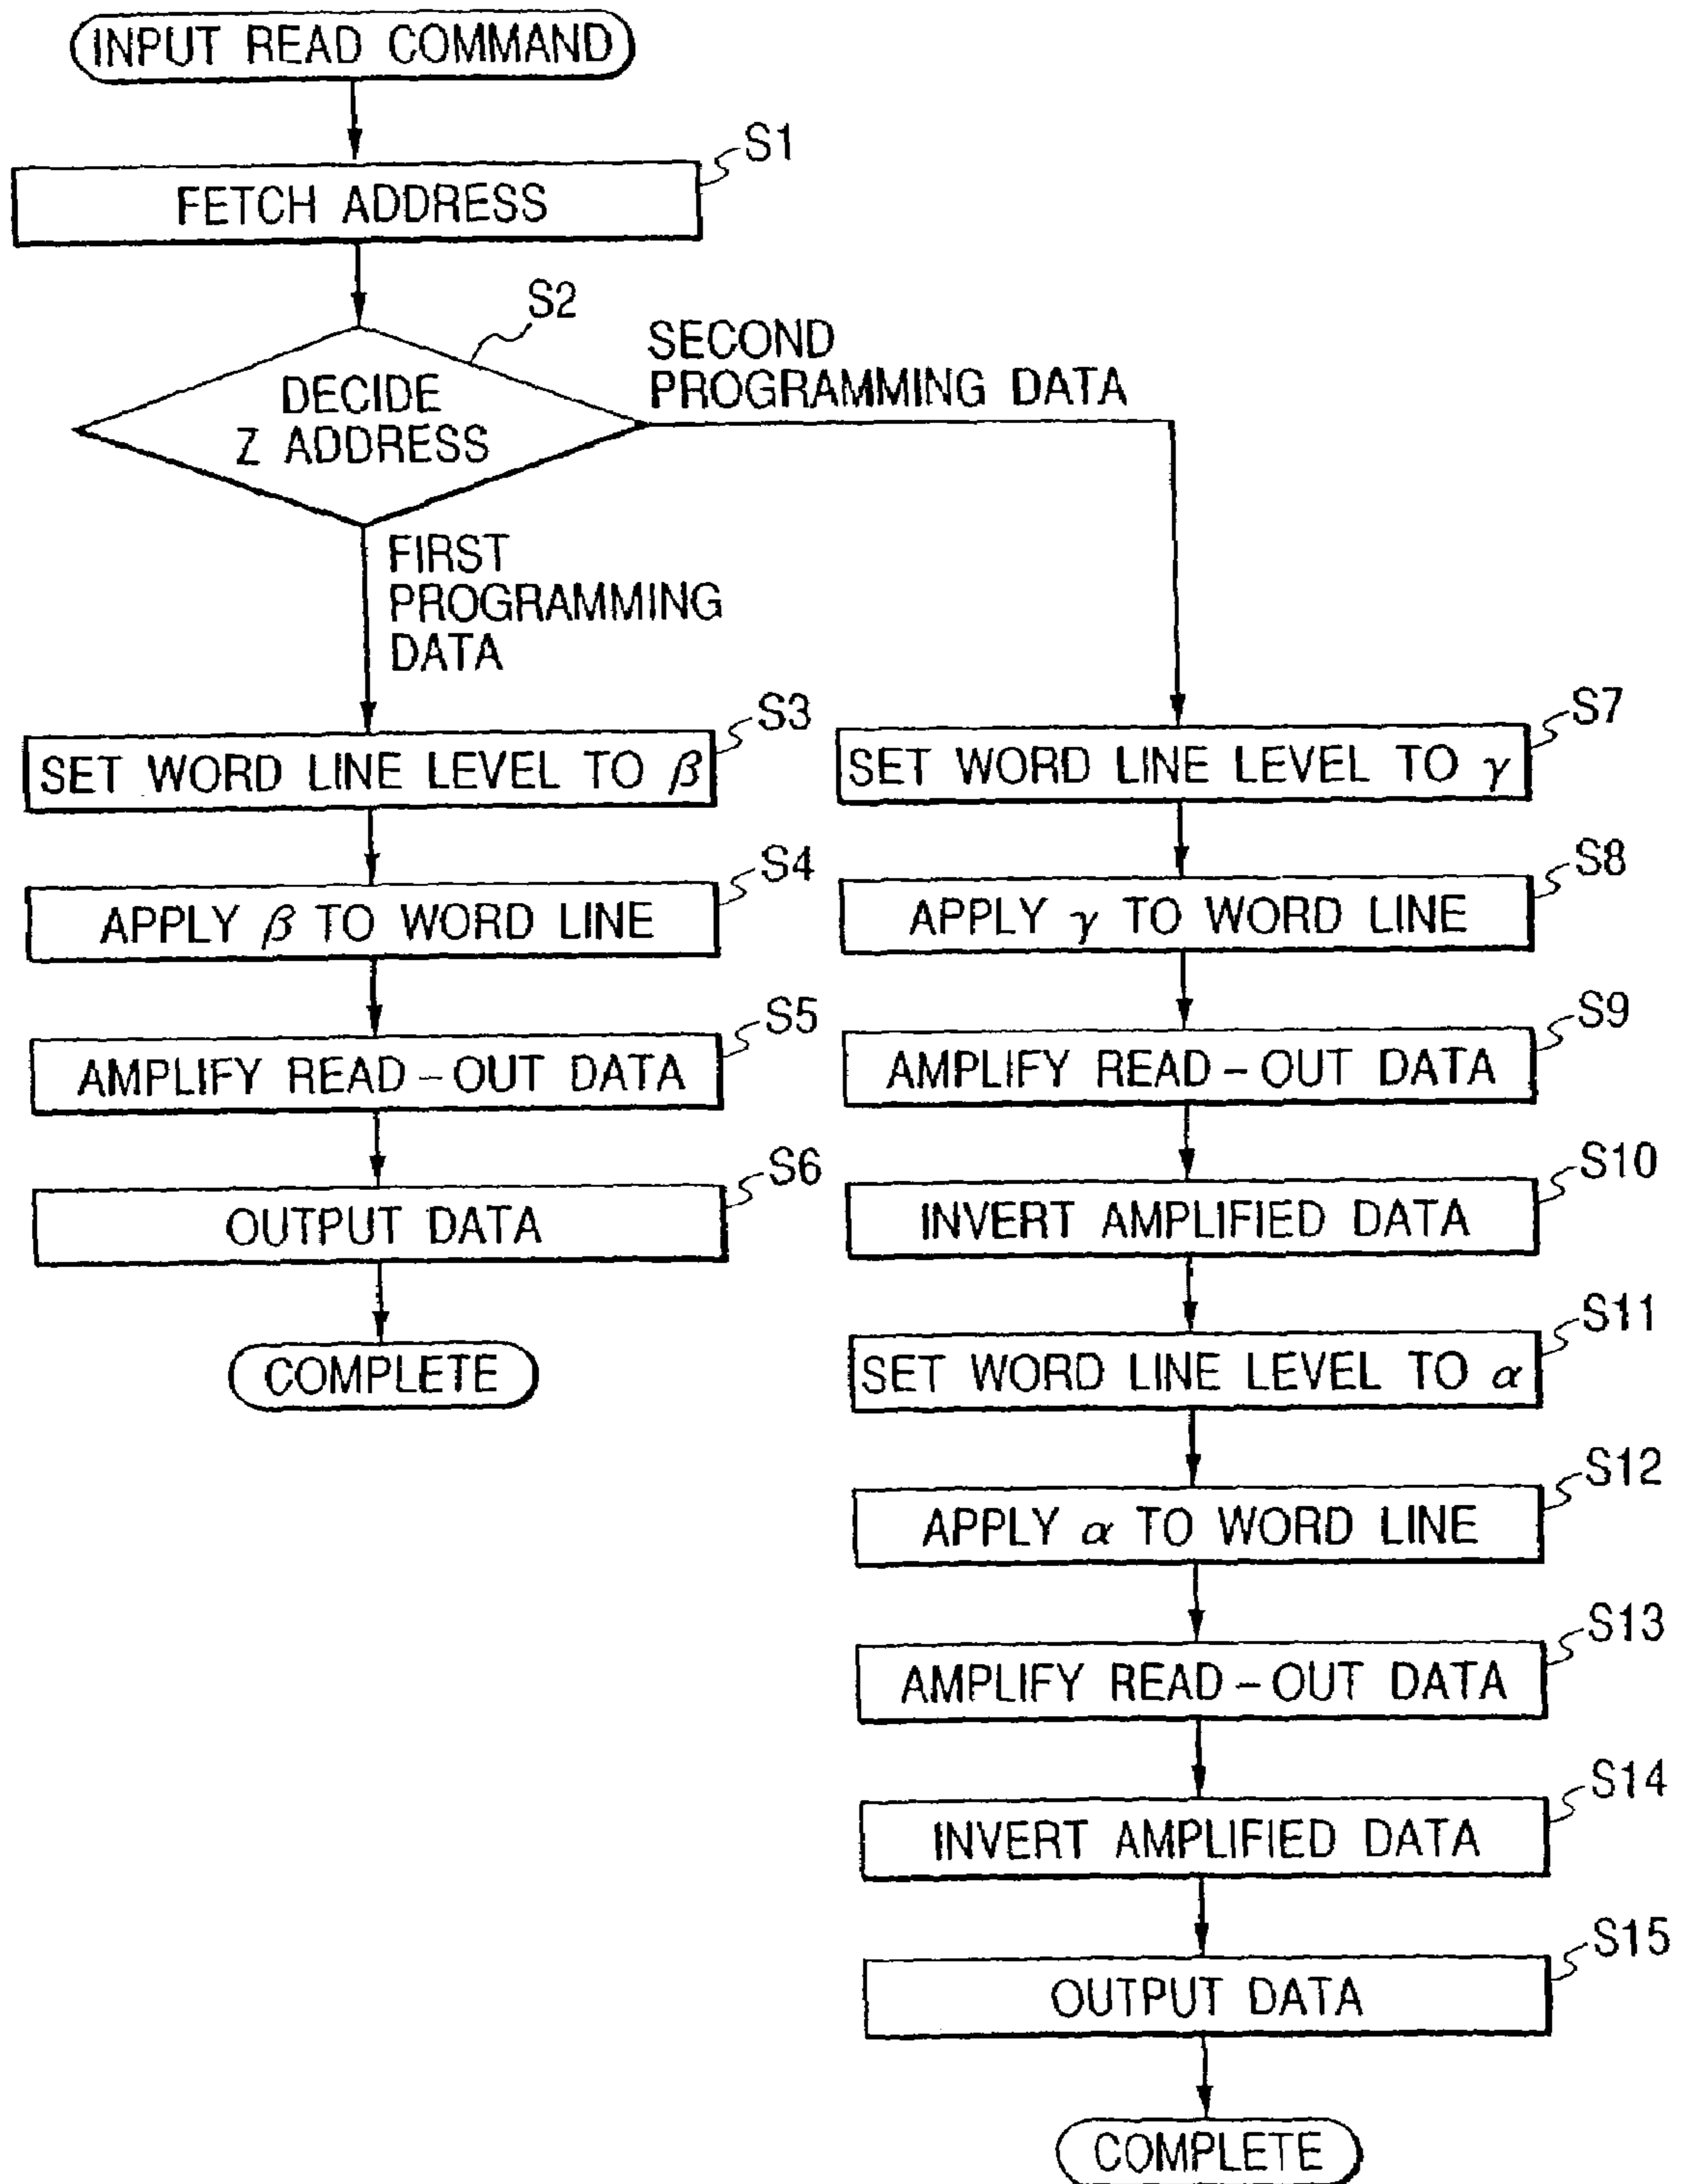 INPUT READ COMMAND
S1
FETCH ADDRESS
S2
DECIDE
Z ADDRESS
SECOND
PROGRAMMING DATA
FIRST
PROGRAMMING
DATA
S3
SET WORD LINE LEVEL TO β
S4
APPLY β TO WORD LINE
S5
AMPLIFY READ-OUT DATA
S6
OUTPUT DATA
COMPLETE
S7
SET WORD LINE LEVEL TO γ
S8
APPLY γ TO WORD LINE
S9
AMPLIFY READ-OUT DATA
S10
INVERT AMPLIFIED DATA
S11
SET WORD LINE LEVEL TO α
S12
APPLY α TO WORD LINE
S13
AMPLIFY READ-OUT DATA
S14
INVERT AMPLIFIED DATA
S15
OUTPUT DATA
COMPLETE